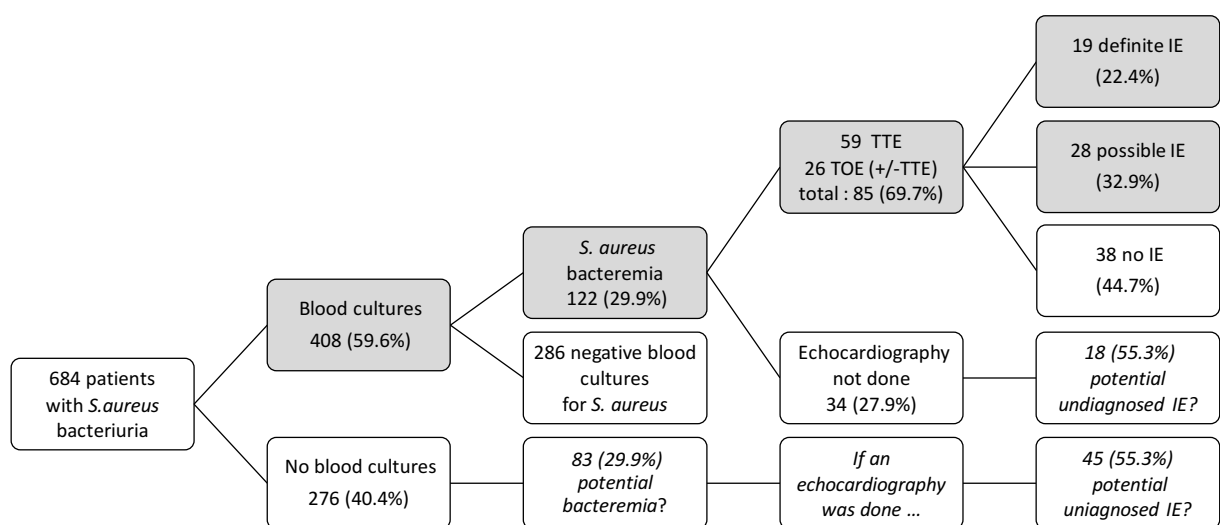 684 patients
with S.aureus
bacteriuria
Blood cultures
408 (59.6%)
No blood cultures
276 (40.4%)
S. aureus
bacteremia
122 (29.9%)
286 negative blood
cultures
for S. aureus
83 (29.9%)
potential
bacteremia?
59 TTE
26 TOE (+/-TTE)
total : 85 (69.7%)
Echocardiography
not done
34 (27.9%)
If an
echocardiography
was done ...
19 definite IE
(22.4%)
28 possible IE
(32.9%)
38 no IE
(44.7%)
18 (55.3%)
potential
undiagnosed IE?
45 (55.3%)
potential
uniagnosed IE?